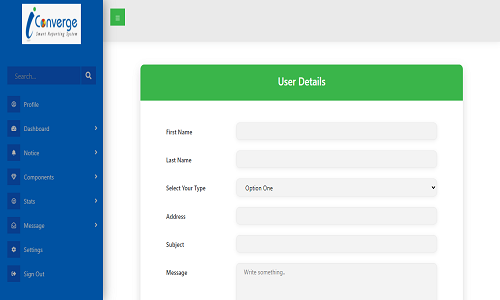 iConverge
Smart Reporting System
Search...
Profile
Dashboard
Notice
Components
Stats
Message
Settings
Sign Out
User Details
First Name
Last Name
Select Your Type
Option One
Address
Subject
Message
Write something..